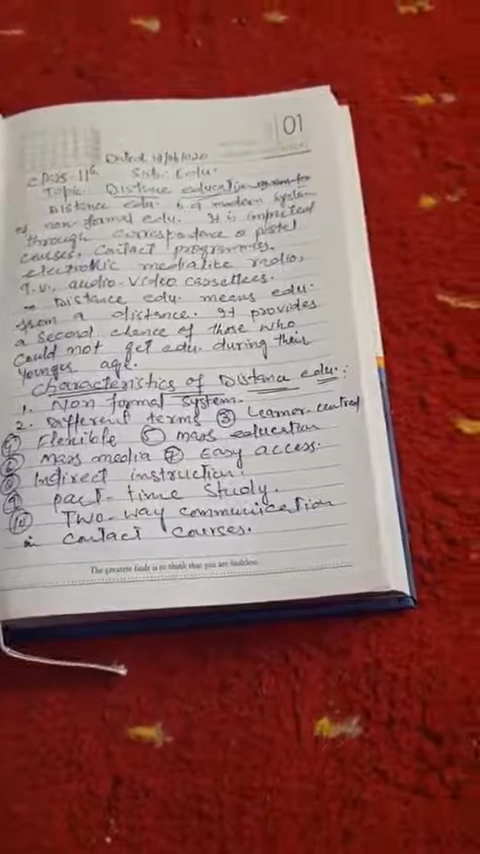 01
Dated 18/06/2020
Sub: Edu.
Topic. Distance education
Distance edu. is a modern system
of non-formal edu. It is imparted
through correspondence a postel
courses, contact programmes,
electronic media like radio,
T.V., audio-video cassettees.
Distance edu. means edu.
from a distance. It provides
a second chance of those who
could not get edu. during their
younger age.
Characteristics of Distance edu.:
1. Non formal system.
2. Different terms ③ Learner-centred
④ Flexible ⑤ mass education
⑥ Mass media ⑦ Easy access.
⑧ Indirect instruction.
⑨ part-time Study.
⑩ Two-way communication
in contact courses.
The greatest fault is to think that you are faultless.